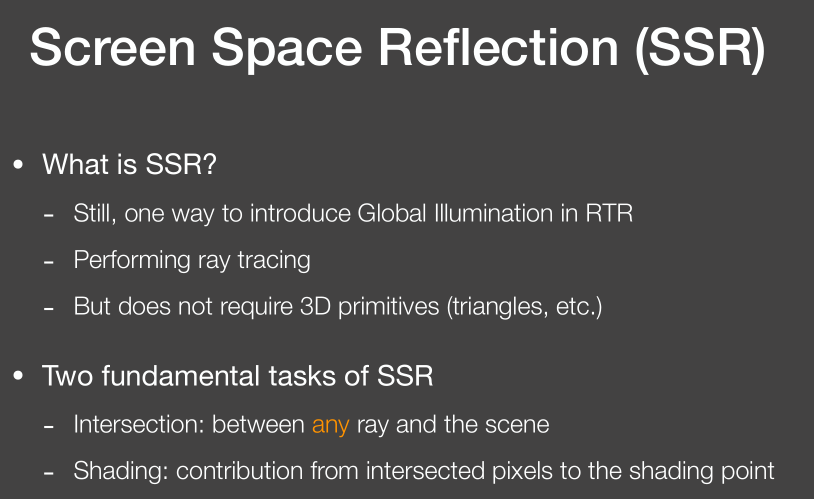 Screen Space Reflection (SSR)
• What is SSR?
- Still, one way to introduce Global Illumination in RTR
- Performing ray tracing
- But does not require 3D primitives (triangles, etc.)
• Two fundamental tasks of SSR
- Intersection: between any ray and the scene
- Shading: contribution from intersected pixels to the shading point